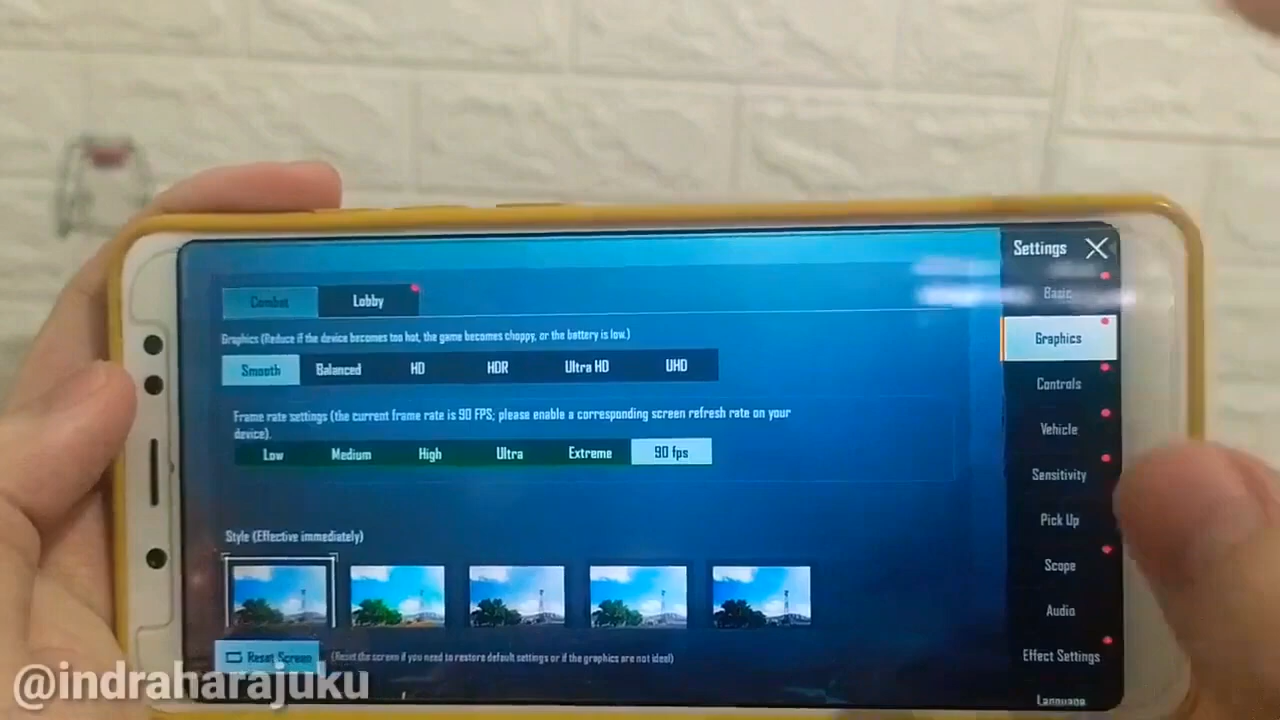 Settings
Combat Lobby
Basic
Graphics (Reduce if the device becomes too hot, the game becomes choppy, or the battery is low.)
Graphics
Smooth Balanced HD HDR Ultra HD UHD
Controls
Frame rate settings (the current frame rate is 90 FPS; please enable a corresponding screen refresh rate on your
device).
Vehicle
Low Medium High Ultra Extreme 90 fps
Sensitivity
Pick Up
Style (Effective immediately)
Scope
Audio
Reset Screen (Reset the screen if you need to restore default settings or if the graphics are not ideal)
Effect Settings
@indraharajuku
Language